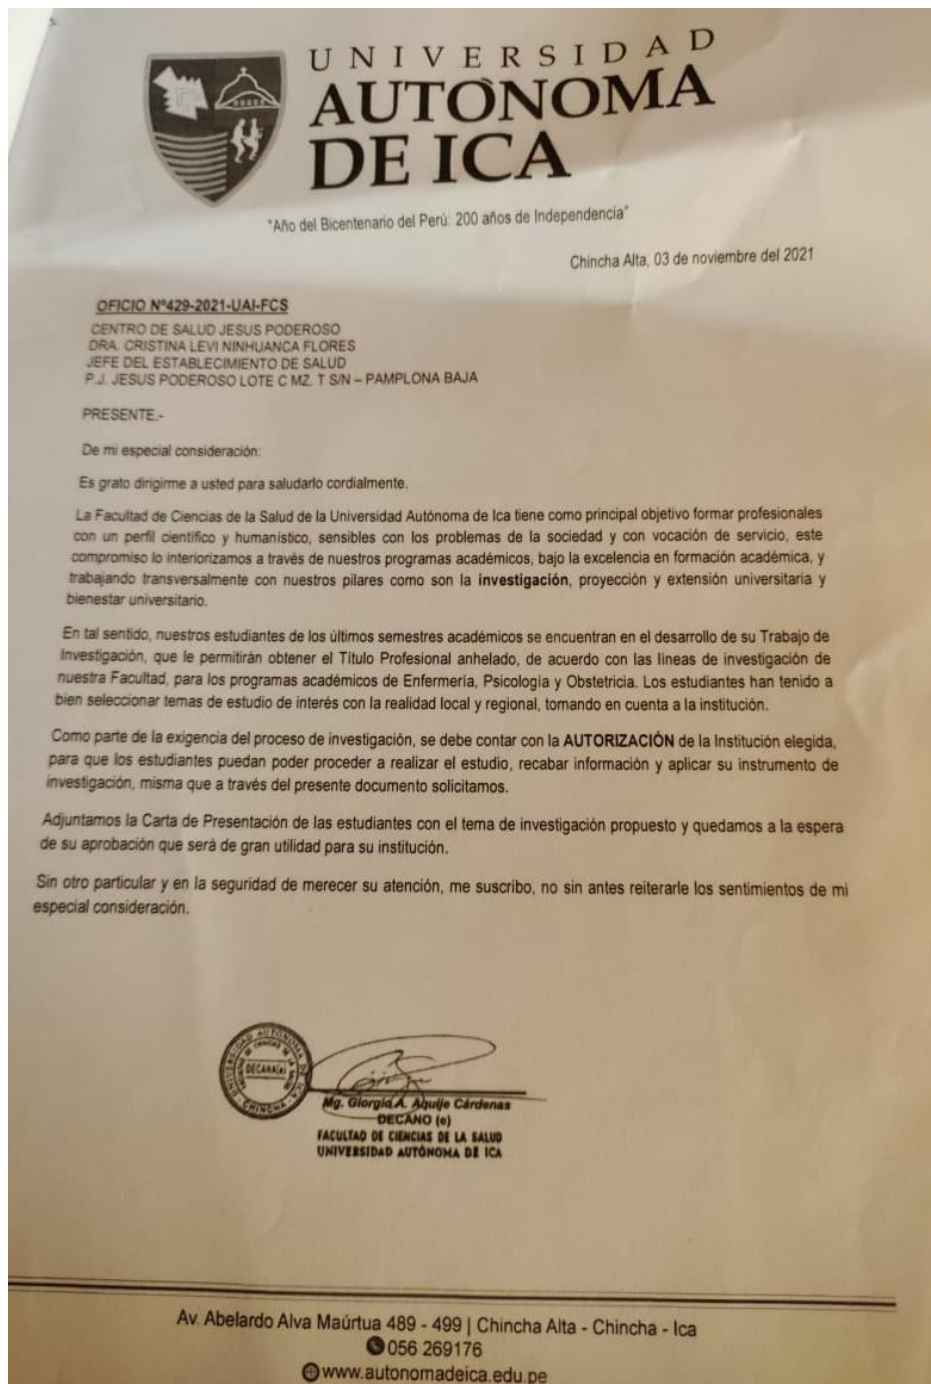 UNIVERSIDAD
AUTÓNOMA
DE ICA
"Año del Bicentenario del Perú: 200 años de Independencia"
Chincha Alta, 03 de noviembre del 2021
OFICIO N°429-2021-UAI-FCS
CENTRO DE SALUD JESUS PODEROSO
DRA. CRISTINA LEVI NINHUANCA FLORES
JEFE DEL ESTABLECIMIENTO DE SALUD
P.J. JESUS PODEROSO LOTE C MZ. T S/N – PAMPLONA BAJA
PRESENTE.-
De mi especial consideración:
Es grato dirigirme a usted para saludarlo cordialmente.
La Facultad de Ciencias de la Salud de la Universidad Autónoma de Ica tiene como principal objetivo formar profesionales
con un perfil científico y humanístico, sensibles con los problemas de la sociedad y con vocación de servicio, este
compromiso lo interiorizamos a través de nuestros programas académicos, bajo la excelencia en formación académica, y
trabajando transversalmente con nuestros pilares como son la investigación, proyección y extensión universitaria y
bienestar universitario.
En tal sentido, nuestros estudiantes de los últimos semestres académicos se encuentran en el desarrollo de su Trabajo de
Investigación, que le permitirán obtener el Título Profesional anhelado, de acuerdo con las líneas de investigación de
nuestra Facultad, para los programas académicos de Enfermería, Psicología y Obstetricia. Los estudiantes han tenido a
bien seleccionar temas de estudio de interés con la realidad local y regional, tomando en cuenta a la institución.
Como parte de la exigencia del proceso de investigación, se debe contar con la AUTORIZACIÓN de la Institución elegida,
para que los estudiantes puedan poder proceder a realizar el estudio, recabar información y aplicar su instrumento de
investigación, misma que a través del presente documento solicitamos.
Adjuntamos la Carta de Presentación de las estudiantes con el tema de investigación propuesto y quedamos a la espera
de su aprobación que será de gran utilidad para su institución.
Sin otro particular y en la seguridad de merecer su atención, me suscribo, no sin antes reiterarle los sentimientos de mi
especial consideración.
UNIVERSIDAD AUTÓNOMA DE ICA
FACULTAD DE CIENCIAS DE LA SALUD
DECANA(o)
CHINCHA
Mg. Giorgio A. Aquije Cárdenas
DECANO (e)
FACULTAD DE CIENCIAS DE LA SALUD
UNIVERSIDAD AUTÓNOMA DE ICA
Av. Abelardo Alva Maúrtua 489 - 499 | Chincha Alta - Chincha - Ica
056 269176
www.autonomadeica.edu.pe